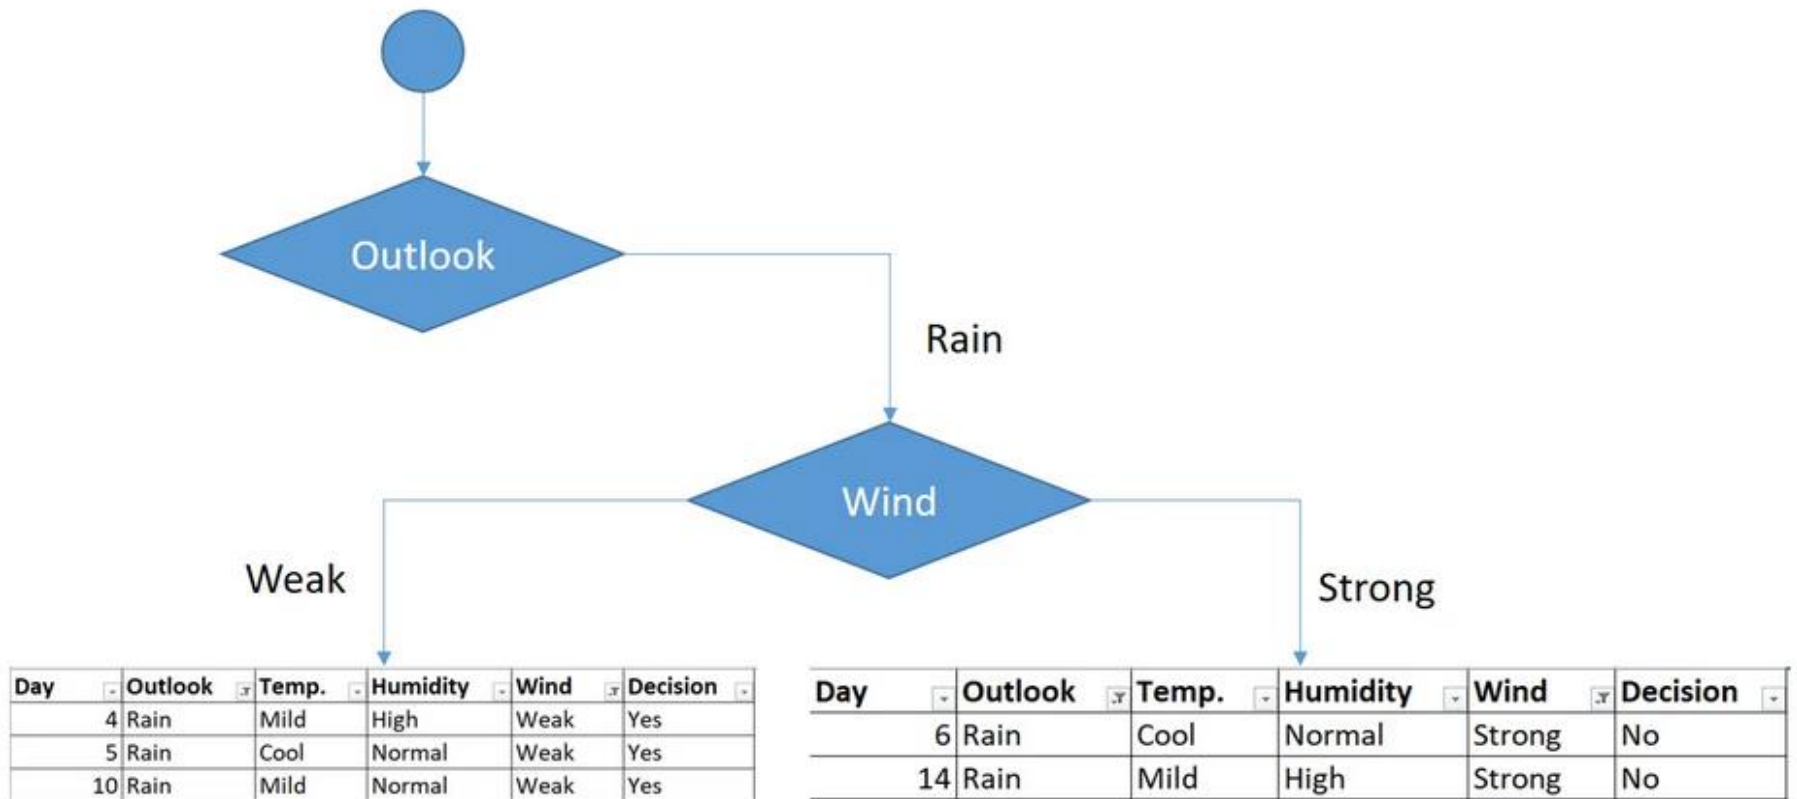 Outlook
Rain
Wind
Weak
Strong
Day Outlook Temp. Humidity Wind Decision
4 Rain Mild High Weak Yes
5 Rain Cool Normal Weak Yes
10 Rain Mild Normal Weak Yes
Day Outlook Temp. Humidity Wind Decision
6 Rain Cool Normal Strong No
14 Rain Mild High Strong No